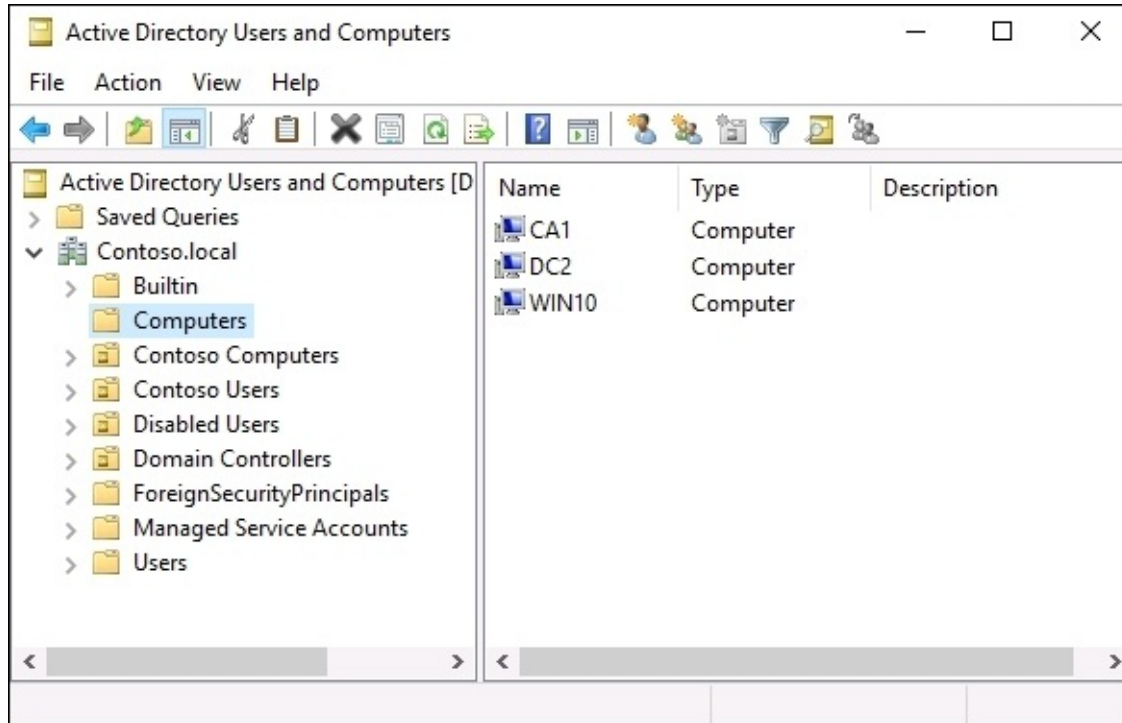 Active Directory Users and Computers
File Action View Help
Active Directory Users and Computers [D
Saved Queries
Contoso.local
Builtin
Computers
Contoso Computers
Contoso Users
Disabled Users
Domain Controllers
ForeignSecurityPrincipals
Managed Service Accounts
Users
Name Type Description
CA1 Computer
DC2 Computer
WIN10 Computer